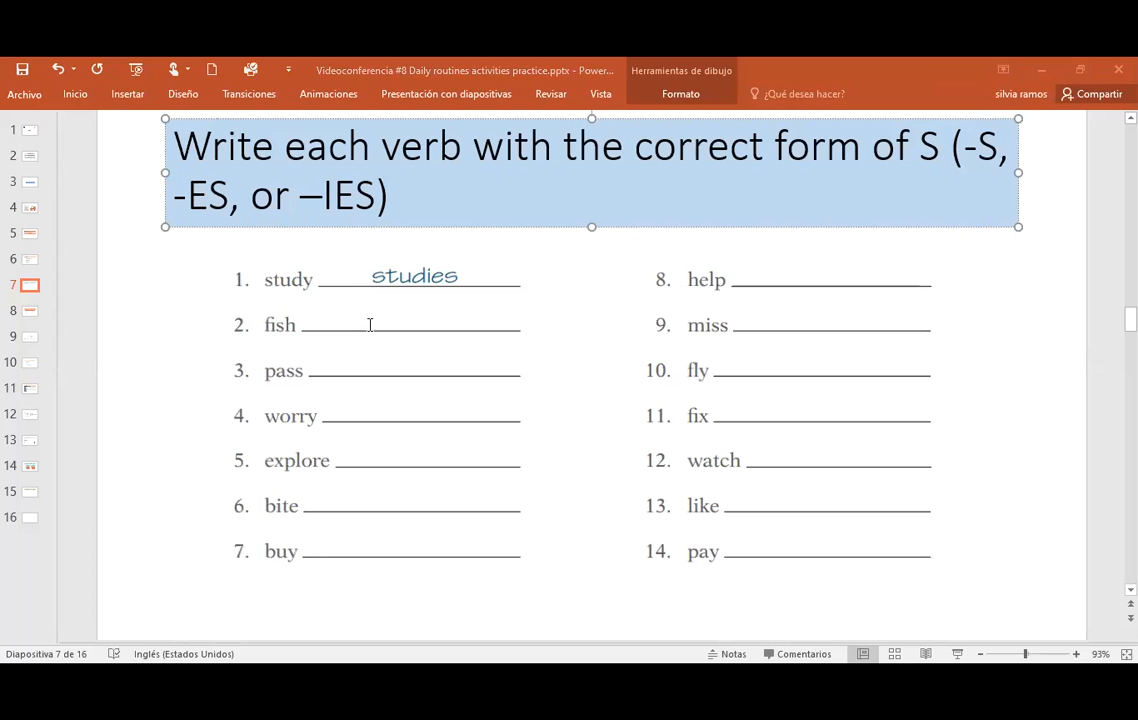 Videoconferencia #8 Daily routines activities practice.pptx - Power...
Herramientas de dibujo
Archivo Inicio Insertar Diseño Transiciones Animaciones Presentación con diapositivas Revisar Vista Formato ¿Qué desea hacer? silvia ramos Compartir
Write each verb with the correct form of S (-S,
-ES, or –IES)
1. study studies
2. fish
3. pass
4. worry
5. explore
6. bite
7. buy
8. help
9. miss
10. fly
11. fix
12. watch
13. like
14. pay
1
2
3
4
5
6
7
8
9
10
11
12
13
14
15
16
Diapositiva 7 de 16 Inglés (Estados Unidos) Notas Comentarios 93%